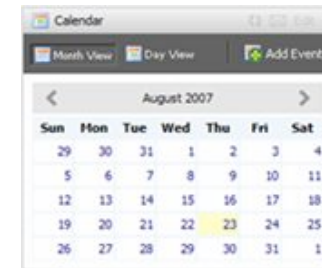 Calendar Edit
Month View Day View Add Event
August 2007
Sun Mon Tue Wed Thu Fri Sat
29 30 31 1 2 3 4
5 6 7 8 9 10 11
12 13 14 15 16 17 18
19 20 21 22 23 24 25
26 27 28 29 30 31 1